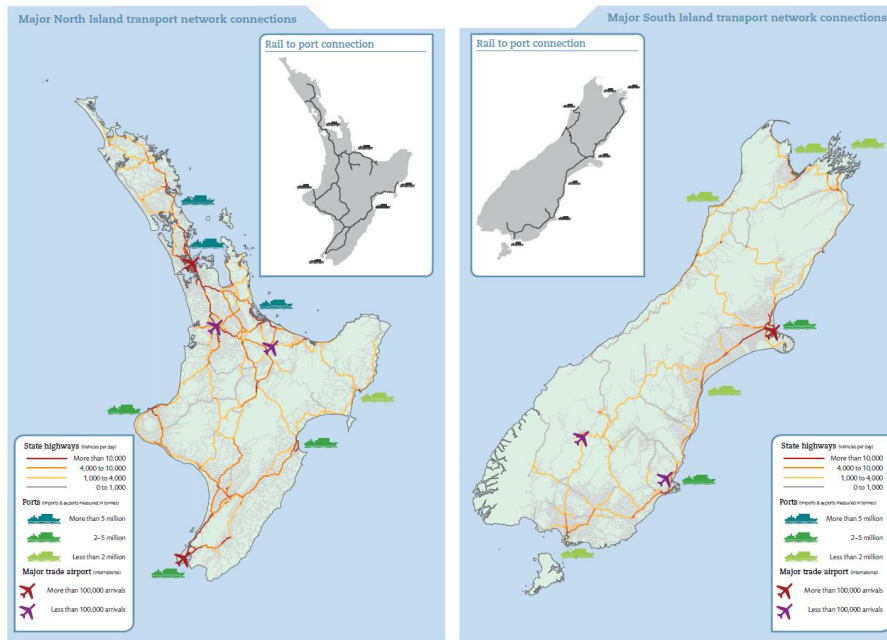 Major North Island transport network connections
Rail to port connection
State highways (Vehicles per day)
More than 10,000
4,000 to 10,000
1,000 to 4,000
0 to 1,000
Ports (Imports & exports measured in tonnes)
More than 5 million
2–5 million
Less than 2 million
Major trade airport (International)
More than 100,000 arrivals
Less than 100,000 arrivals
Major South Island transport network connections
Rail to port connection
State highways (Vehicles per day)
More than 10,000
4,000 to 10,000
1,000 to 4,000
0 to 1,000
Ports (Imports & exports measured in tonnes)
More than 5 million
2–5 million
Less than 2 million
Major trade airport (International)
More than 100,000 arrivals
Less than 100,000 arrivals